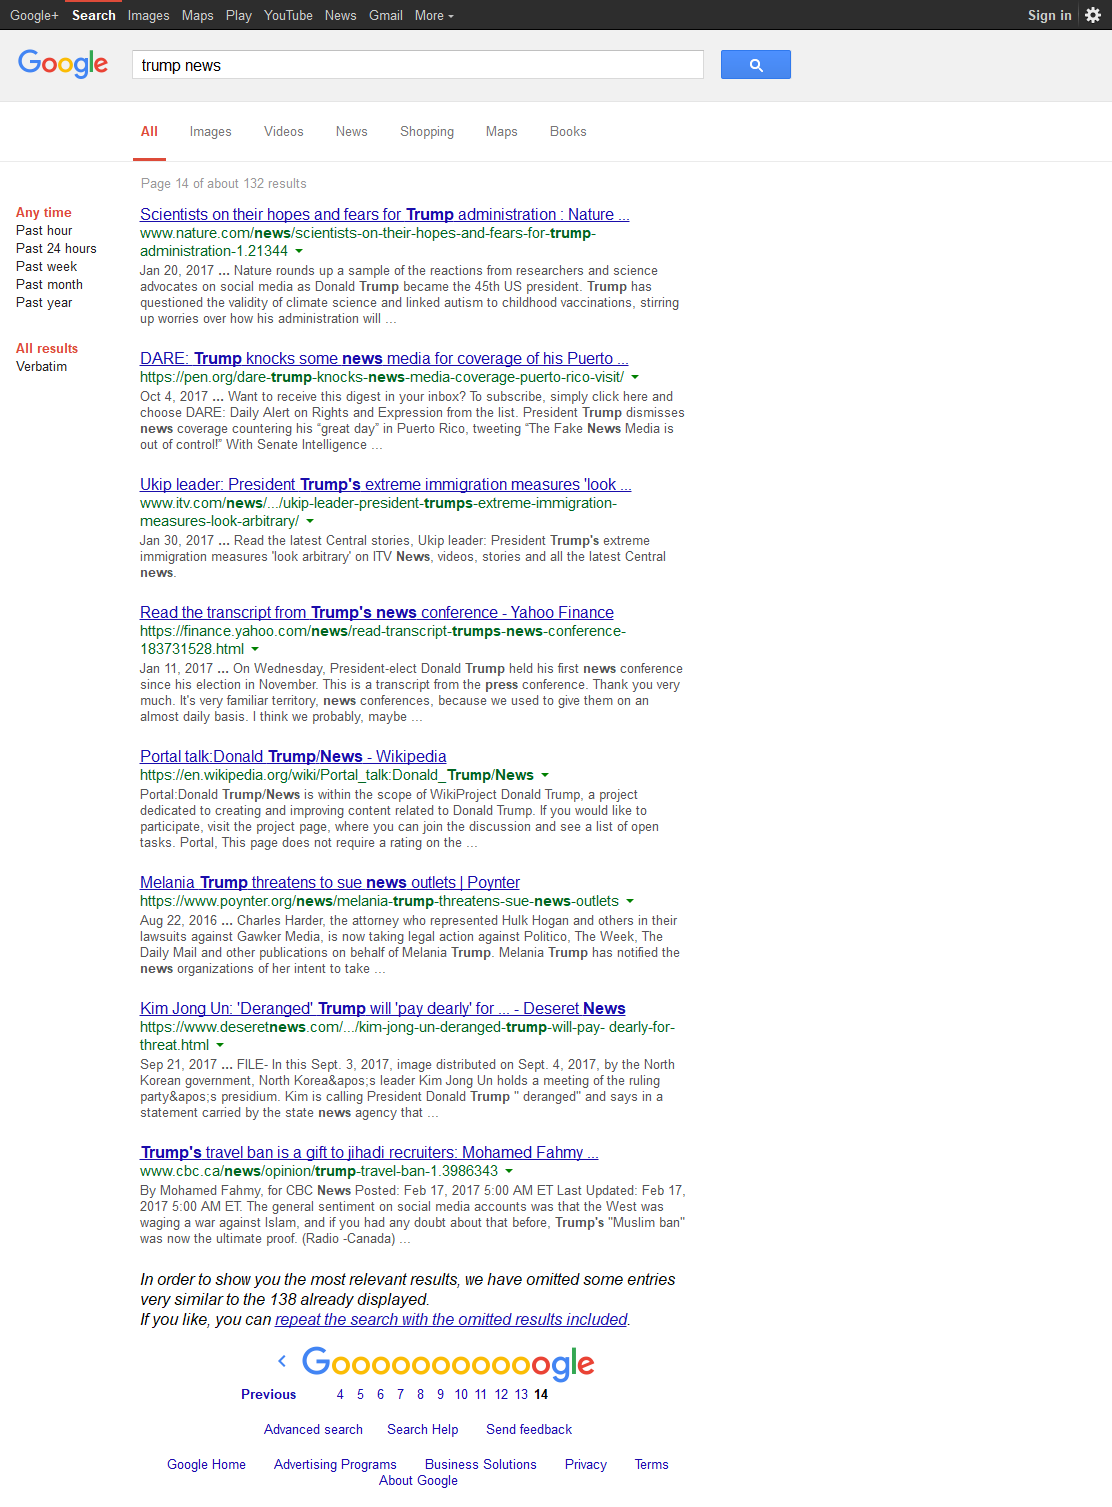 Google+ Search Images Maps Play YouTube News Gmail More Sign in
Google trump news
All Images Videos News Shopping Maps Books
Page 14 of about 132 results
Any time
Past hour
Past 24 hours
Past week
Past month
Past year
All results
Verbatim
Scientists on their hopes and fears for Trump administration : Nature ...
www.nature.com/news/scientists-on-their-hopes-and-fears-for-trump-
administration-1.21344
Jan 20, 2017 ... Nature rounds up a sample of the reactions from researchers and science
advocates on social media as Donald Trump became the 45th US president. Trump has
questioned the validity of climate science and linked autism to childhood vaccinations, stirring
up worries over how his administration will ...
DARE: Trump knocks some news media for coverage of his Puerto ...
https://pen.org/dare-trump-knocks-news-media-coverage-puerto-rico-visit/
Oct 4, 2017 ... Want to receive this digest in your inbox? To subscribe, simply click here and
choose DARE: Daily Alert on Rights and Expression from the list. President Trump dismisses
news coverage countering his “great day” in Puerto Rico, tweeting “The Fake News Media is
out of control!” With Senate Intelligence ...
Ukip leader: President Trump's extreme immigration measures 'look ...
www.itv.com/news/.../ukip-leader-president-trumps-extreme-immigration-
measures-look-arbitrary/
Jan 30, 2017 ... Read the latest Central stories, Ukip leader: President Trump's extreme
immigration measures 'look arbitrary' on ITV News, videos, stories and all the latest Central
news.
Read the transcript from Trump's news conference - Yahoo Finance
https://finance.yahoo.com/news/read-transcript-trumps-news-conference-
183731528.html
Jan 11, 2017 ... On Wednesday, President-elect Donald Trump held his first news conference
since his election in November. This is a transcript from the press conference. Thank you very
much. It's very familiar territory, news conferences, because we used to give them on an
almost daily basis. I think we probably, maybe ...
Portal talk:Donald Trump/News - Wikipedia
https://en.wikipedia.org/wiki/Portal_talk:Donald_Trump/News
Portal:Donald Trump/News is within the scope of WikiProject Donald Trump, a project
dedicated to creating and improving content related to Donald Trump. If you would like to
participate, visit the project page, where you can join the discussion and see a list of open
tasks. Portal, This page does not require a rating on the ...
Melania Trump threatens to sue news outlets | Poynter
https://www.poynter.org/news/melania-trump-threatens-sue-news-outlets
Aug 22, 2016 ... Charles Harder, the attorney who represented Hulk Hogan and others in their
lawsuits against Gawker Media, is now taking legal action against Politico, The Week, The
Daily Mail and other publications on behalf of Melania Trump. Melania Trump has notified the
news organizations of her intent to take ...
Kim Jong Un: 'Deranged' Trump will 'pay dearly' for ... - Deseret News
https://www.deseretnews.com/.../kim-jong-un-deranged-trump-will-pay- dearly-for-
threat.html
Sep 21, 2017 ... FILE- In this Sept. 3, 2017, image distributed on Sept. 4, 2017, by the North
Korean government, North Korea&apos;s leader Kim Jong Un holds a meeting of the ruling
party&apos;s presidium. Kim is calling President Donald Trump " deranged" and says in a
statement carried by the state news agency that ...
Trump's travel ban is a gift to jihadi recruiters: Mohamed Fahmy ...
www.cbc.ca/news/opinion/trump-travel-ban-1.3986343
By Mohamed Fahmy, for CBC News Posted: Feb 17, 2017 5:00 AM ET Last Updated: Feb 17,
2017 5:00 AM ET. The general sentiment on social media accounts was that the West was
waging a war against Islam, and if you had any doubt about that before, Trump's "Muslim ban"
was now the ultimate proof. (Radio -Canada) ...
In order to show you the most relevant results, we have omitted some entries
very similar to the 138 already displayed.
If you like, you can repeat the search with the omitted results included.
< Gooooooooooogle
Previous 4 5 6 7 8 9 10 11 12 13 14
Advanced search Search Help Send feedback
Google Home Advertising Programs Business Solutions Privacy Terms
About Google